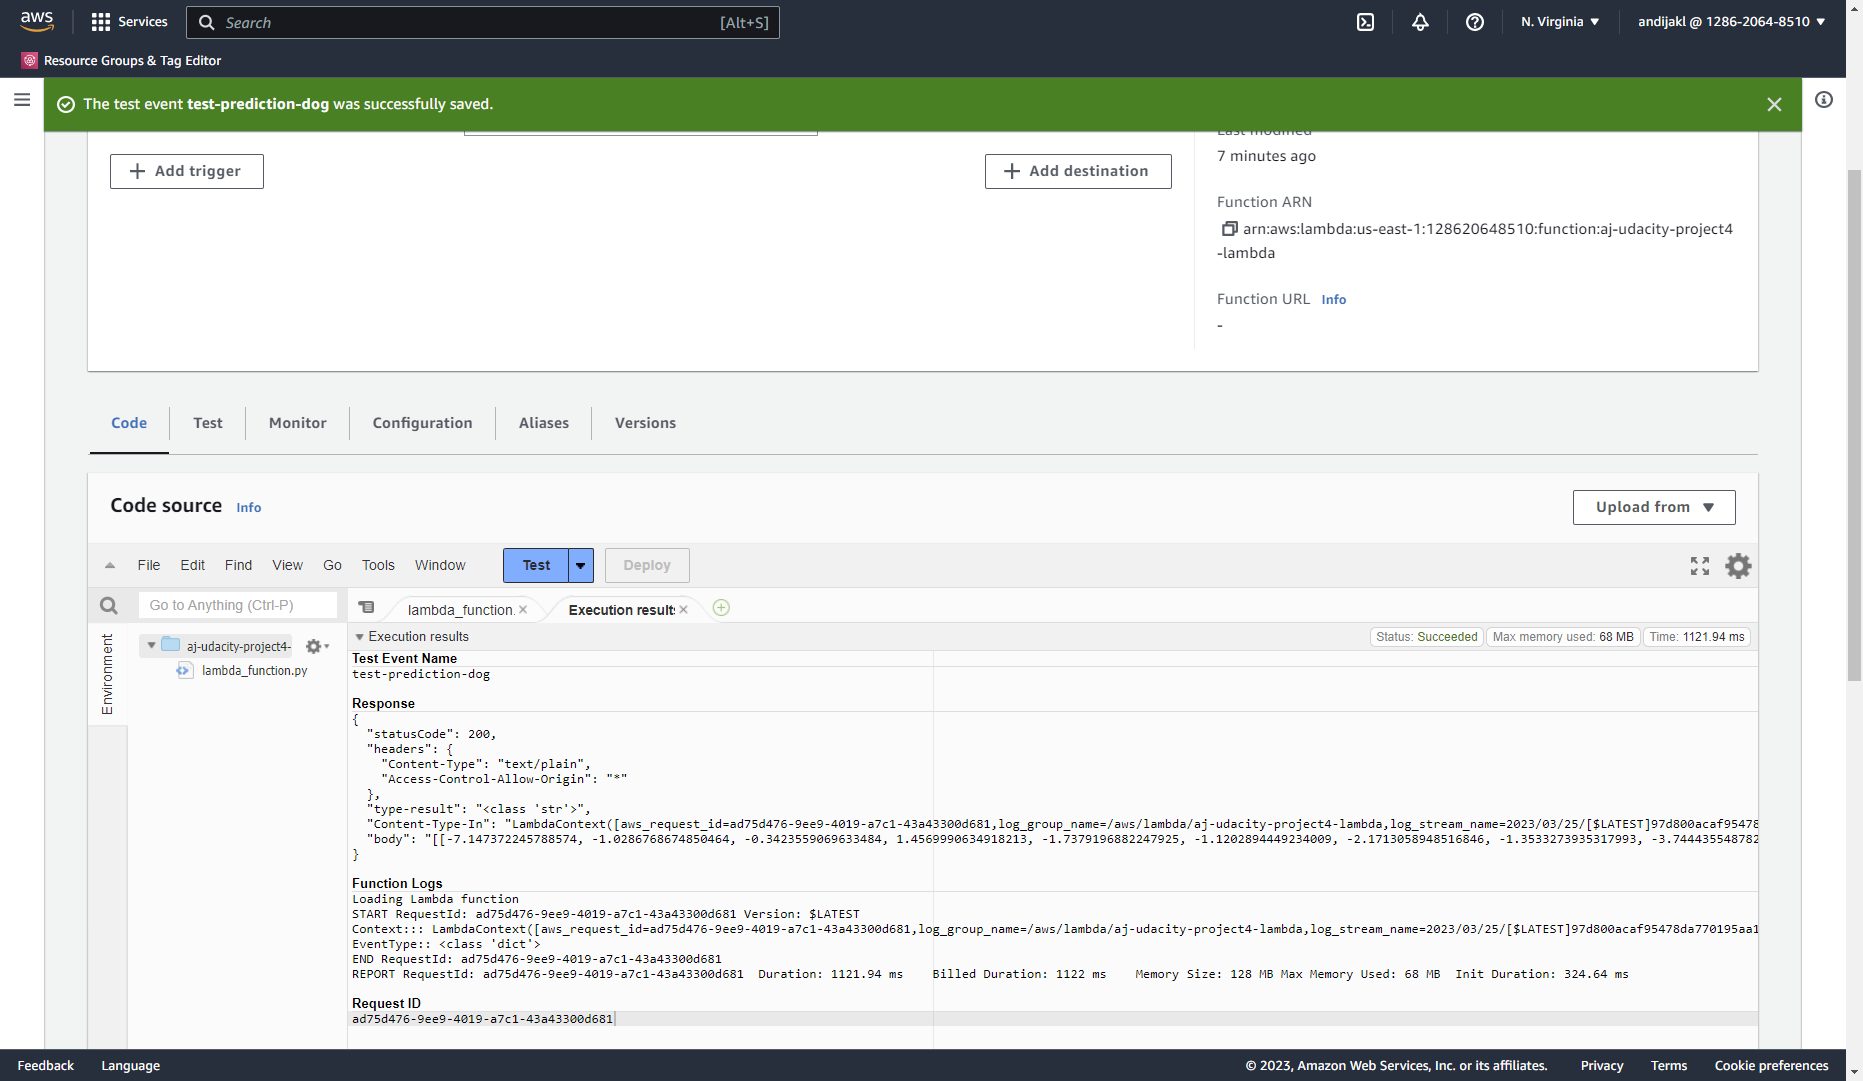 aws
Services
Search [Alt+S]
N. Virginia ▼
andijakl @ 1286-2064-8510 ▼
Resource Groups & Tag Editor
The test event test-prediction-dog was successfully saved.
Last modified
7 minutes ago
+ Add trigger
+ Add destination
Function ARN
arn:aws:lambda:us-east-1:128620648510:function:aj-udacity-project4
-lambda
Function URL Info
-
Code Test Monitor Configuration Aliases Versions
Code source Info
Upload from ▼
File Edit Find View Go Tools Window Test Deploy
Go to Anything (Ctrl-P)
lambda_function.
Execution result
Environment
aj-udacity-project4-
lambda_function.py
Execution results
Status: Succeeded
Max memory used: 68 MB
Time: 1121.94 ms
Test Event Name
test-prediction-dog
Response
{
"statusCode": 200,
"headers": {
"Content-Type": "text/plain",
"Access-Control-Allow-Origin": "*"
},
"type-result": "<class 'str'>",
"Content-Type-In": "LambdaContext([aws_request_id=ad75d476-9ee9-4019-a7c1-43a43300d681,log_group_name=/aws/lambda/aj-udacity-project4-lambda,log_stream_name=2023/03/25/[$LATEST]97d800acaf95478
"body": "[[-7.147372245788574, -1.0286768674850464, -0.3423559069633484, 1.4569990634918213, -1.7379196882247925, -1.1202894449234009, -2.1713058948516846, -1.3533273935317993, -3.744435548782
}
Function Logs
Loading Lambda function
START RequestId: ad75d476-9ee9-4019-a7c1-43a43300d681 Version: $LATEST
Context::: LambdaContext([aws_request_id=ad75d476-9ee9-4019-a7c1-43a43300d681,log_group_name=/aws/lambda/aj-udacity-project4-lambda,log_stream_name=2023/03/25/[$LATEST]97d800acaf95478da770195aa1
EventType:: <class 'dict'>
END RequestId: ad75d476-9ee9-4019-a7c1-43a43300d681
REPORT RequestId: ad75d476-9ee9-4019-a7c1-43a43300d681 Duration: 1121.94 ms Billed Duration: 1122 ms Memory Size: 128 MB Max Memory Used: 68 MB Init Duration: 324.64 ms
Request ID
ad75d476-9ee9-4019-a7c1-43a43300d681
Feedback Language © 2023, Amazon Web Services, Inc. or its affiliates. Privacy Terms Cookie preferences